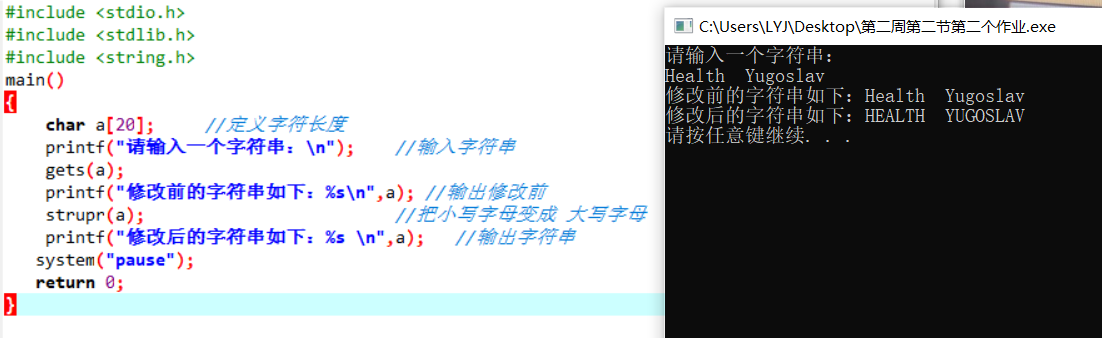 #include <stdio.h>
#include <stdlib.h>
#include <string.h>
main()
{
char a[20]; //定义字符长度
printf("请输入一个字符串：\n"); //输入字符串
gets(a);
printf("修改前的字符串如下：%s\n",a); //输出修改前
strupr(a); //把小写字母变成 大写字母
printf("修改后的字符串如下：%s \n",a); //输出字符串
system("pause");
return 0;
}
C:\Users\LYJ\Desktop\第二周第二节第二个作业.exe
请输入一个字符串：
Health  Yugoslav
修改前的字符串如下：Health  Yugoslav
修改后的字符串如下：HEALTH  YUGOSLAV
请按任意键继续. . .